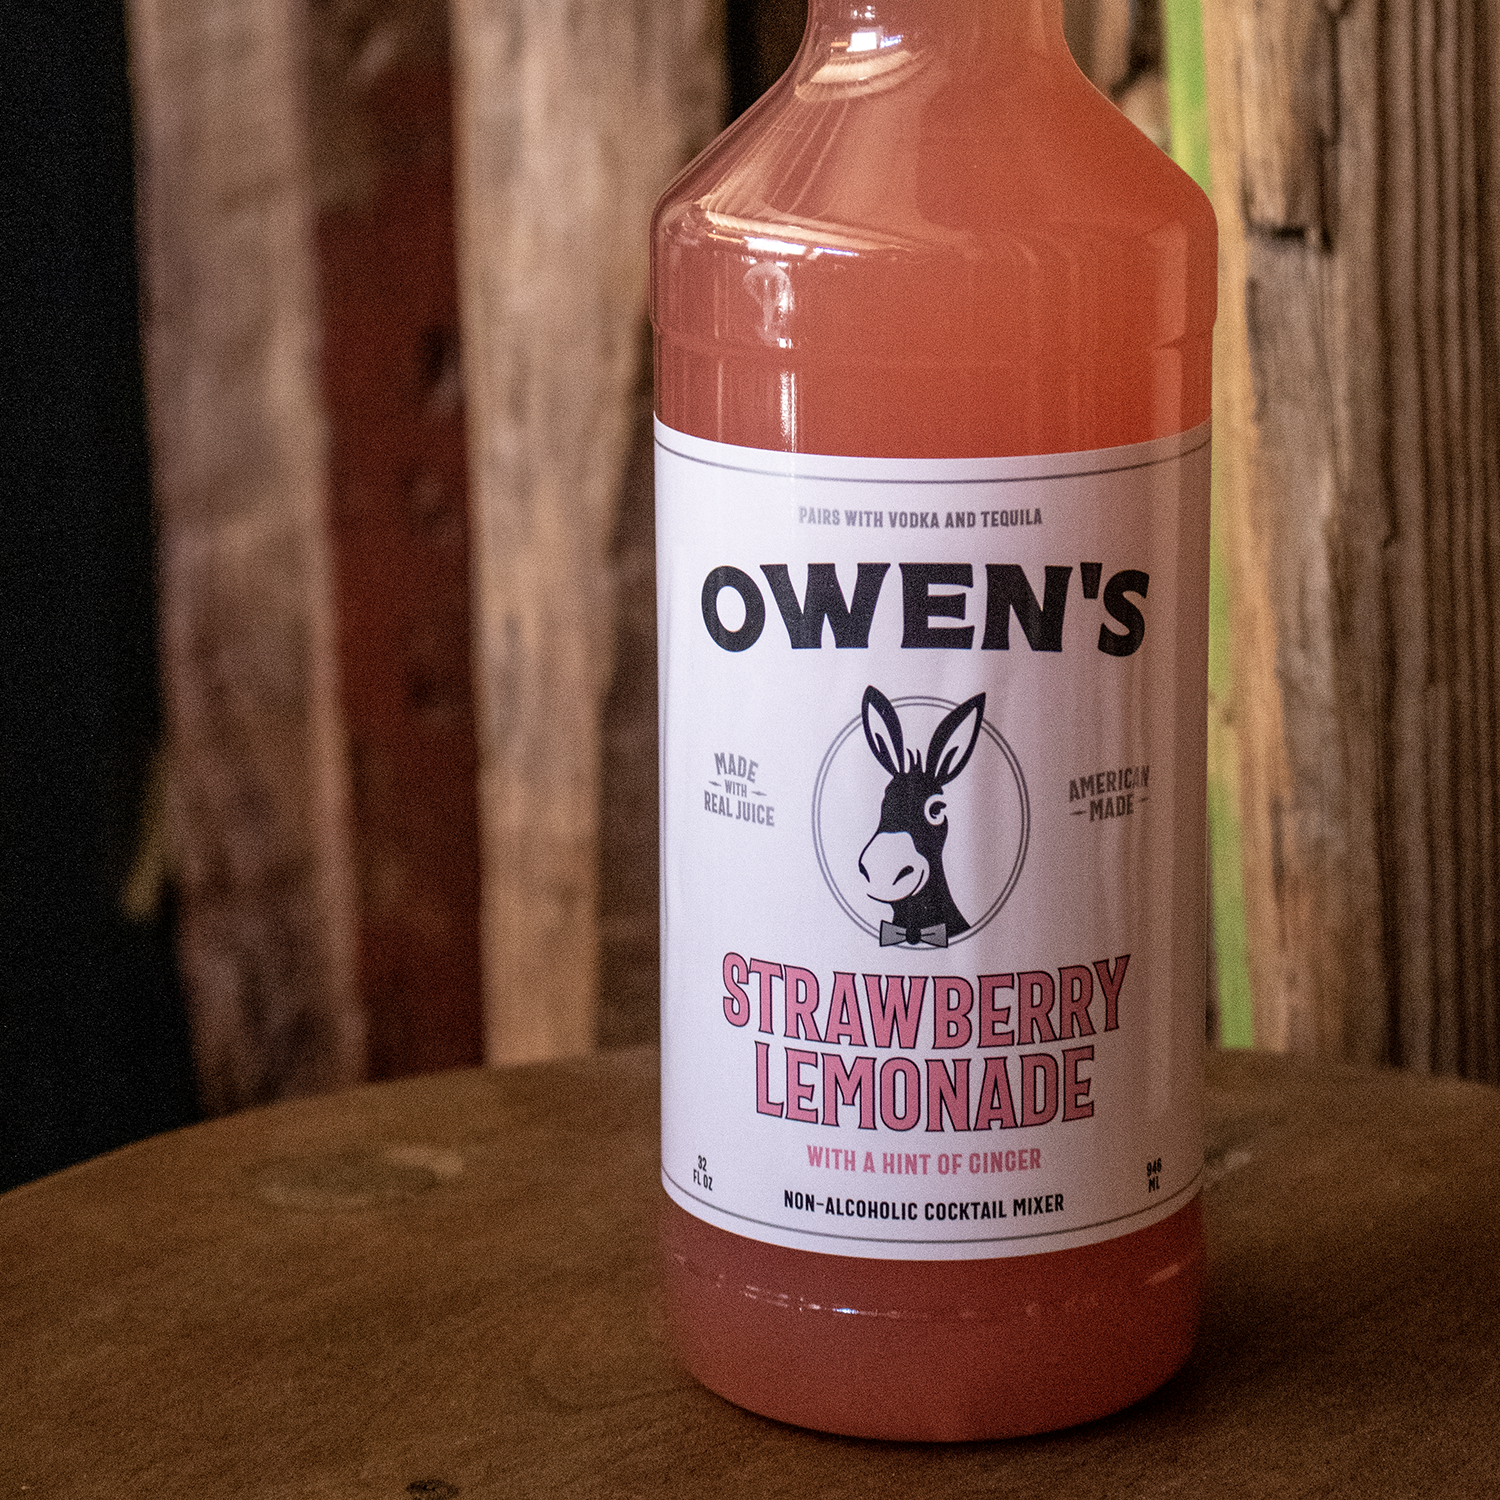 PAIRS WITH VODKA AND TEQUILA
OWEN'S
MADE
WITH
REAL JUICE
AMERICAN
MADE
STRAWBERRY
LEMONADE
WITH A HINT OF GINGER
32
FL OZ
NON-ALCOHOLIC COCKTAIL MIXER
946
ML